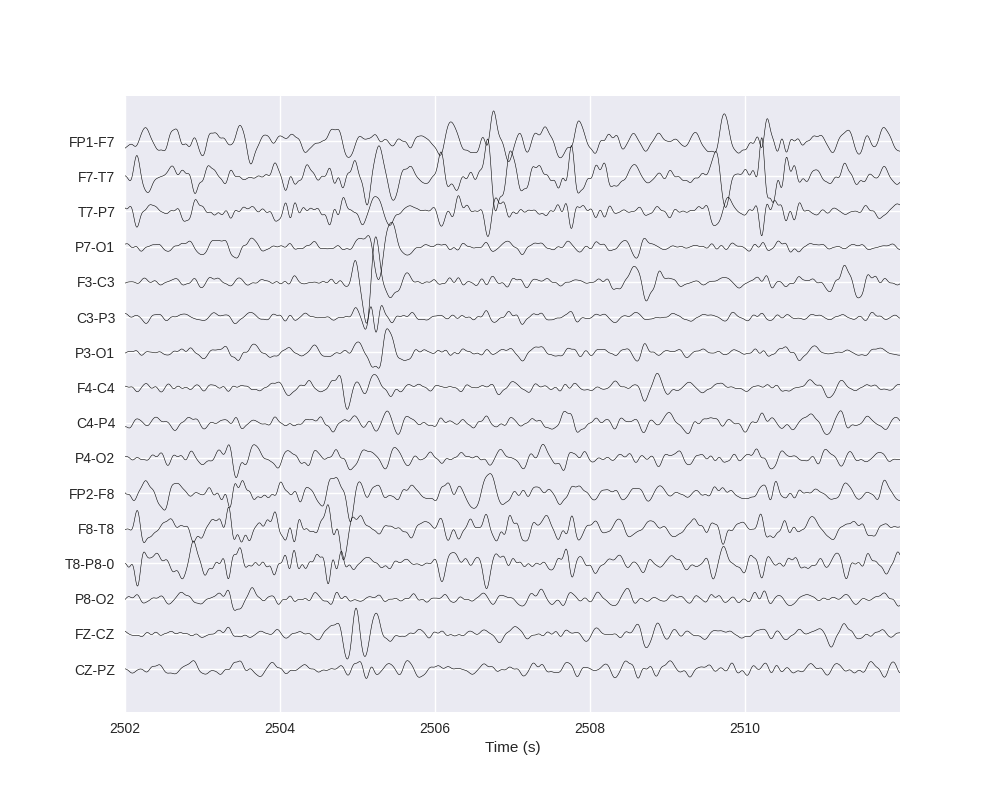 FP1-F7
F7-T7
T7-P7
P7-O1
F3-C3
C3-P3
P3-O1
F4-C4
C4-P4
P4-O2
FP2-F8
F8-T8
T8-P8-0
P8-O2
FZ-CZ
CZ-PZ
2502 2504 2506 2508 2510
Time (s)